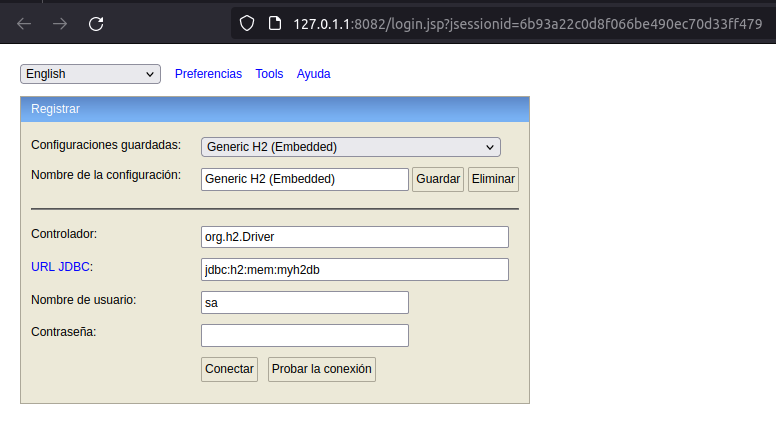 127.0.1.1:8082/login.jsp?jsessionid=6b93a22c0d8f066be490ec70d33ff479
English Preferencias Tools Ayuda
Registrar
Configuraciones guardadas: Generic H2 (Embedded)
Nombre de la configuración: Generic H2 (Embedded) Guardar Eliminar
Controlador: org.h2.Driver
URL JDBC: jdbc:h2:mem:myh2db
Nombre de usuario: sa
Contraseña:
Conectar Probar la conexión